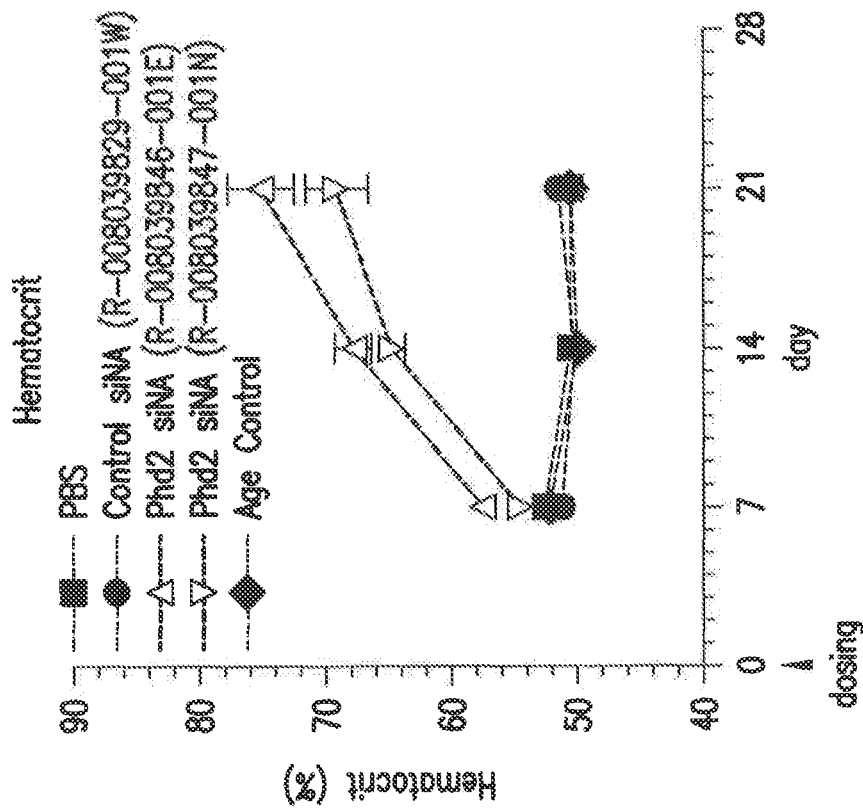 Hematocrit
PBS
Control siNA (R-008039829-001W)
Phd2 siNA (R-008039846-001E)
Phd2 siNA (R-008039847-001N)
Age Control
Hematocrit (%)
90
80
70
60
50
40
0
7
14
21
28
day
dosing